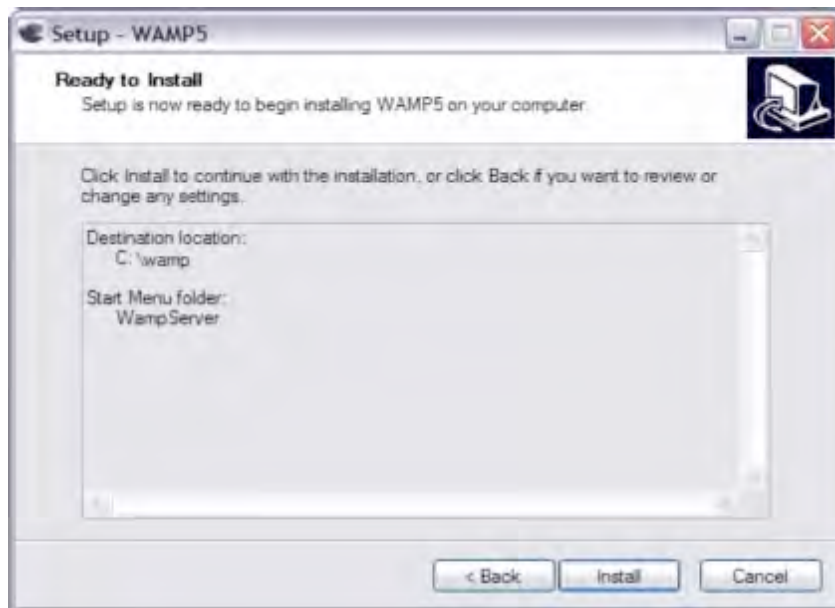 Setup - WAMP5
Ready to Install
Setup is now ready to begin installing WAMP5 on your computer.
Click Install to continue with the installation, or click Back if you want to review or
change any settings.
Destination location:
C:\wamp
Start Menu folder:
WampServer
< Back
Install
Cancel